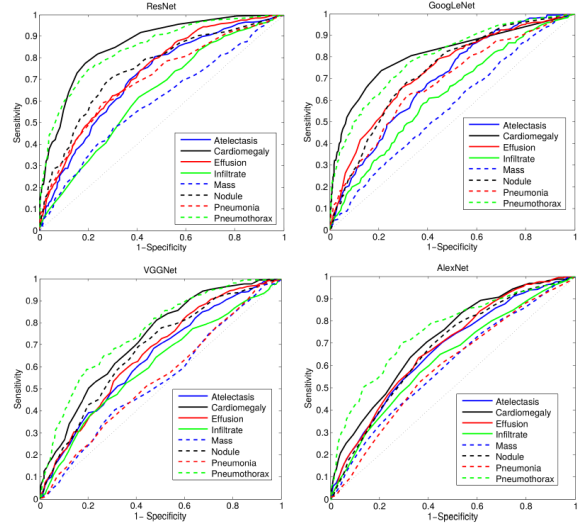 ResNet
1
0.9
0.8
0.7
0.6
0.5
0.4
0.3
0.2
0.1
0
Sensitivity
Atelectasis
Cardiomegaly
Effusion
Infiltrate
Mass
Nodule
Pneumonia
Pneumothorax
0 0.2 0.4 0.6 0.8 1
1-Specificity
GoogLeNet
1
0.9
0.8
0.7
0.6
0.5
0.4
0.3
0.2
0.1
0
Sensitivity
Atelectasis
Cardiomegaly
Effusion
Infiltrate
Mass
Nodule
Pneumonia
Pneumothorax
0 0.2 0.4 0.6 0.8 1
1-Specificity
VGGNet
1
0.9
0.8
0.7
0.6
0.5
0.4
0.3
0.2
0.1
0
Sensitivity
Atelectasis
Cardiomegaly
Effusion
Infiltrate
Mass
Nodule
Pneumonia
Pneumothorax
0 0.2 0.4 0.6 0.8 1
1- Specificity
AlexNet
1
0.9
0.8
0.7
0.6
0.5
0.4
0.3
0.2
0.1
0
Sensitivity
Atelectasis
Cardiomegaly
Effusion
Infiltrate
Mass
Nodule
Pneumonia
Pneumothorax
0 0.2 0.4 0.6 0.8 1
1- Specificity